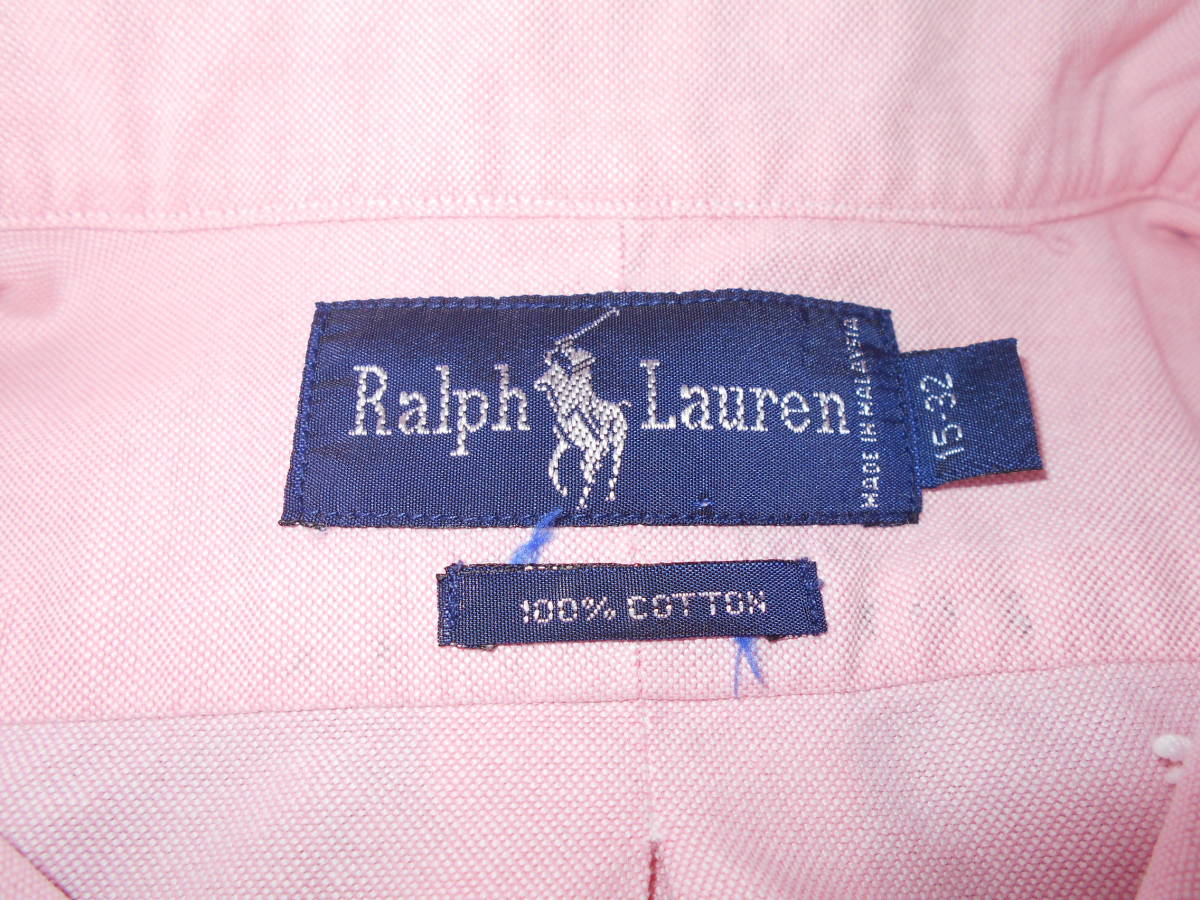 Ralph Lauren
MADE IN MALAYSIA
15-32
100% COTTON